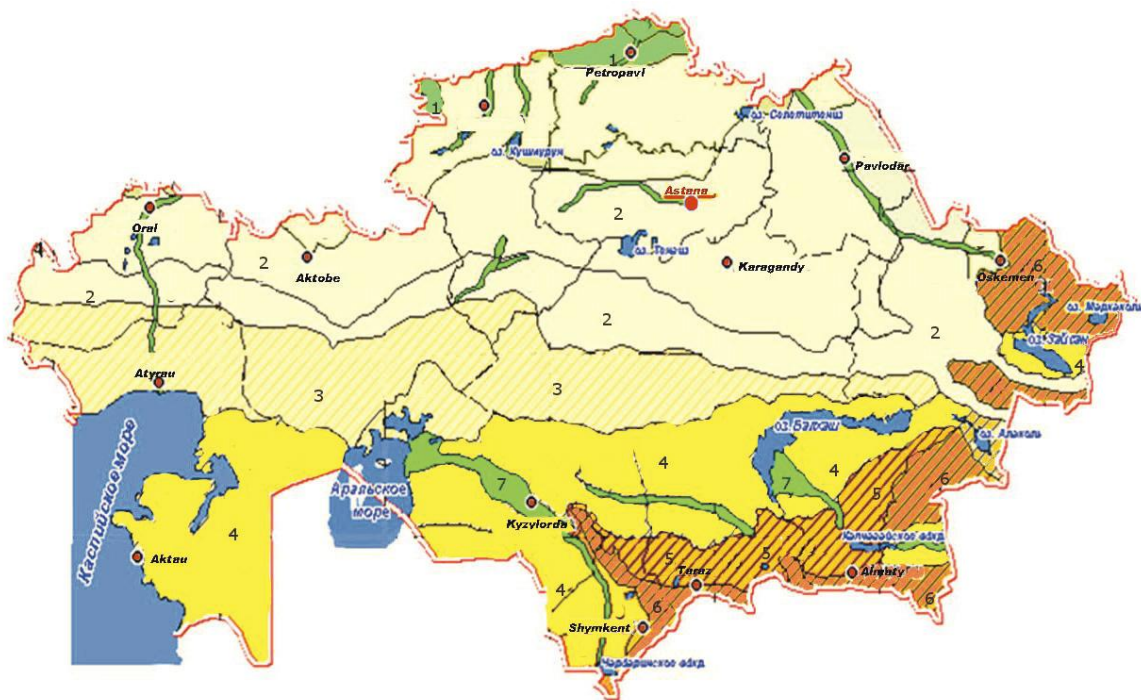 1
Petropavl
1
оз. Селетитениз
оз. Кушмурун
Pavlodar
Astana
2
Oral
4
2
Aktobe
оз. Тенгиз
Karagandy
Oskemen
6
2
оз. Маркаколь
2
2
оз. Зайсан
4
Atyrau
3
3
оз. Балхаш
оз. Алаколь
4
4
Каспийское море
Аральское
море
7
7
5
6
Kyzylorda
4
Капчагайское вдхр
Aktau
5
5
Taraz
Almaty
4
6
6
Shymkent
Чардаринское вдхр